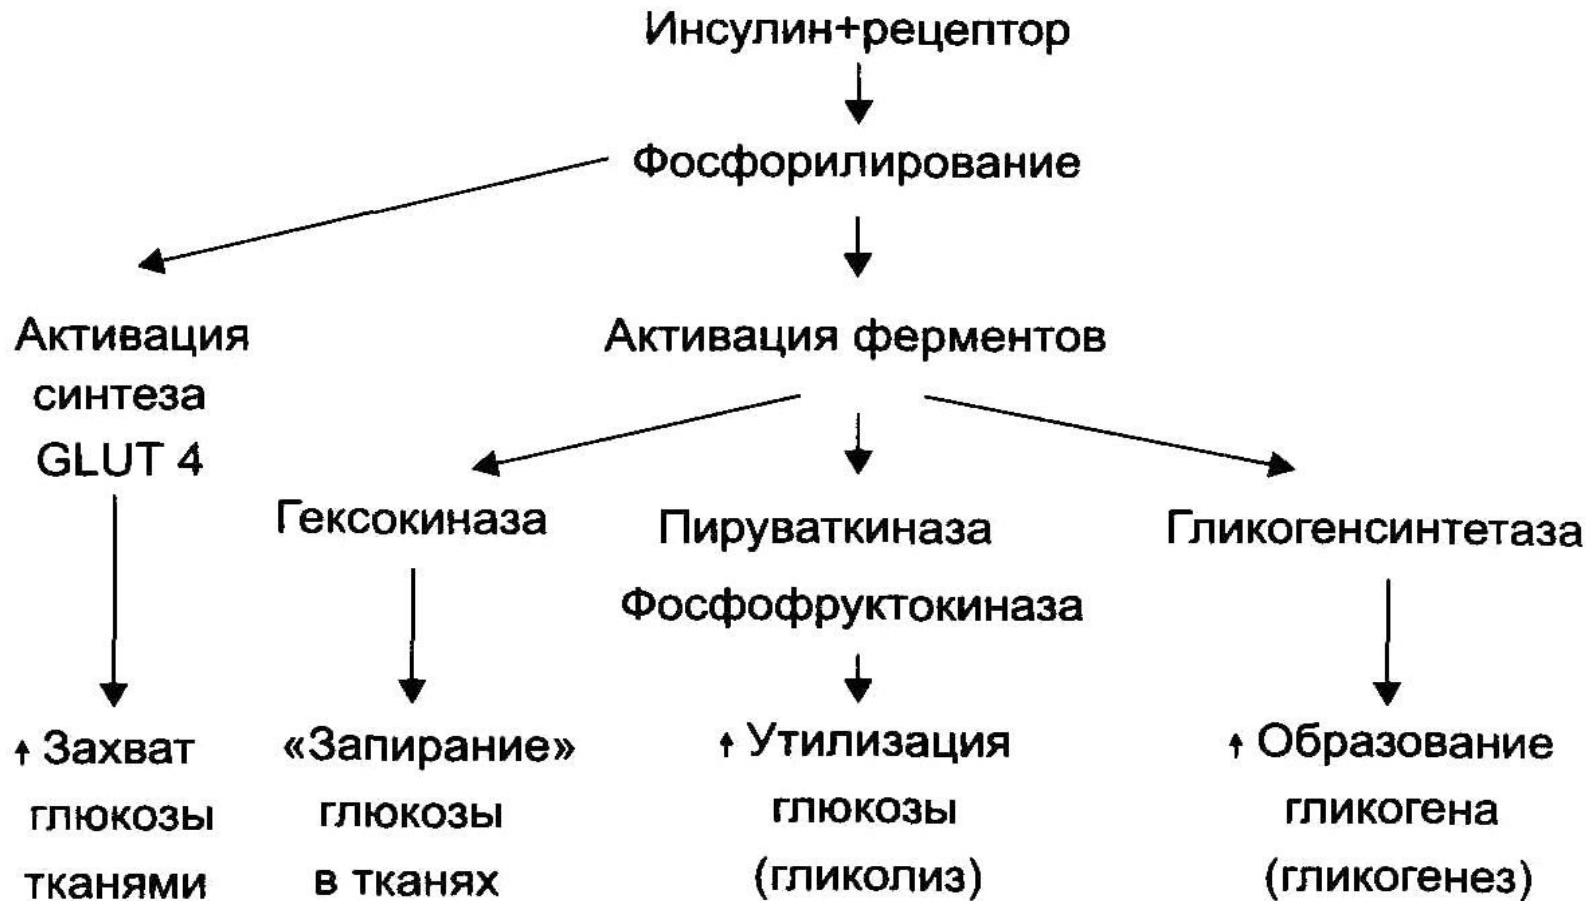 Инсулин+рецептор
Фосфорилирование
Активация
синтеза
GLUT 4
Активация ферментов
Гексокиназа
Пируваткиназа
Фосфофруктокиназа
Гликогенсинтетаза
↑ Захват
глюкозы
тканями
«Запирание»
глюкозы
в тканях
↑ Утилизация
глюкозы
(гликолиз)
↑ Образование
гликогена
(гликогенез)